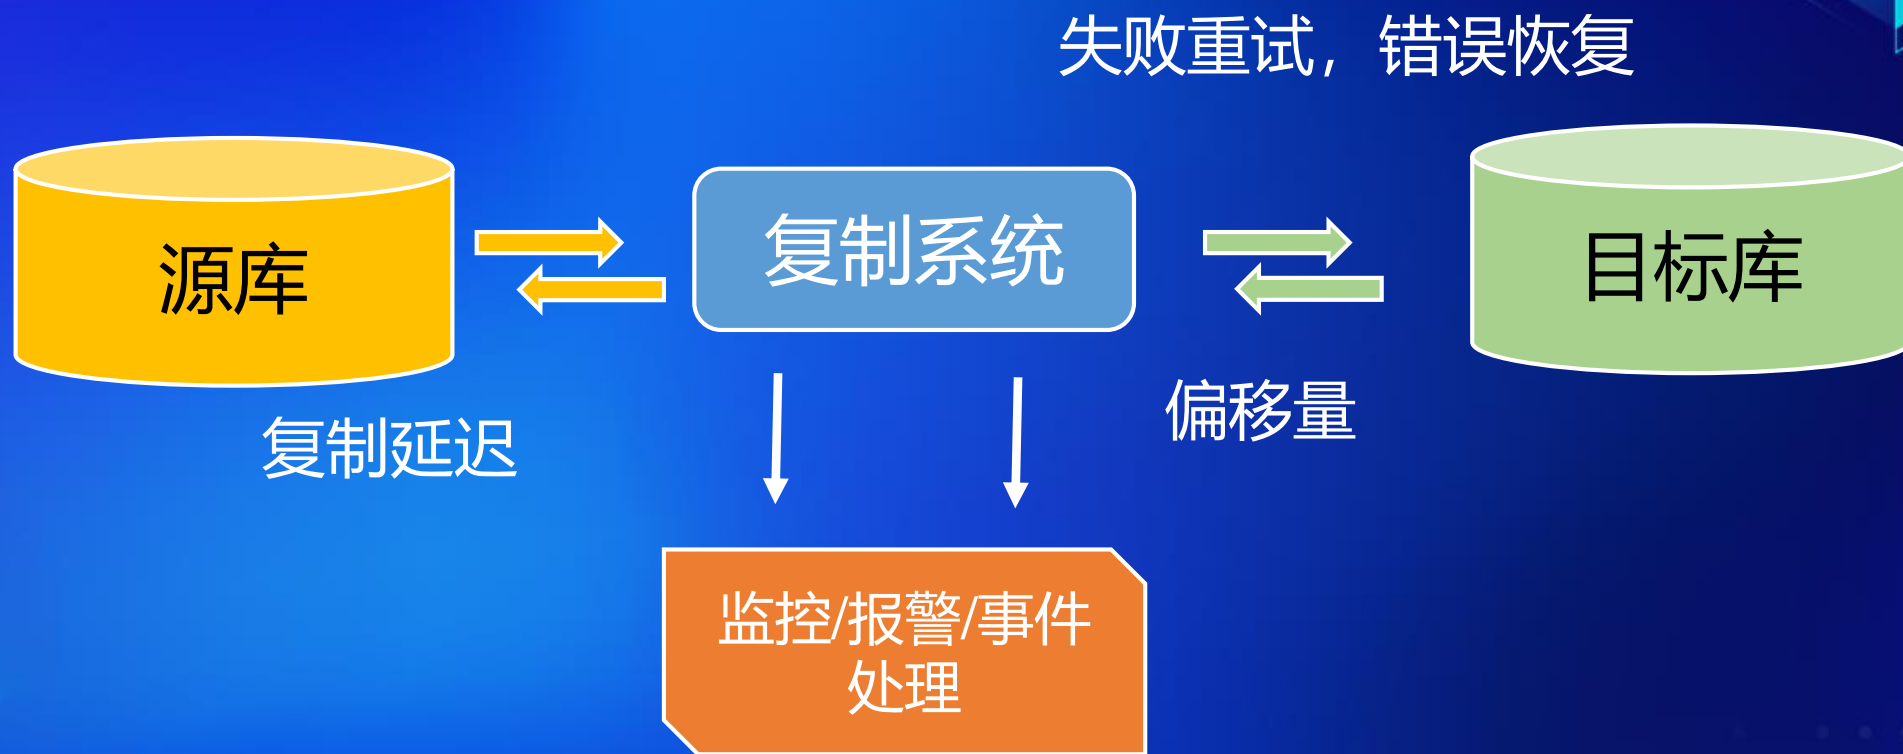 失败重试，错误恢复
源库
复制系统
目标库
复制延迟
偏移量
监控/报警/事件
处理